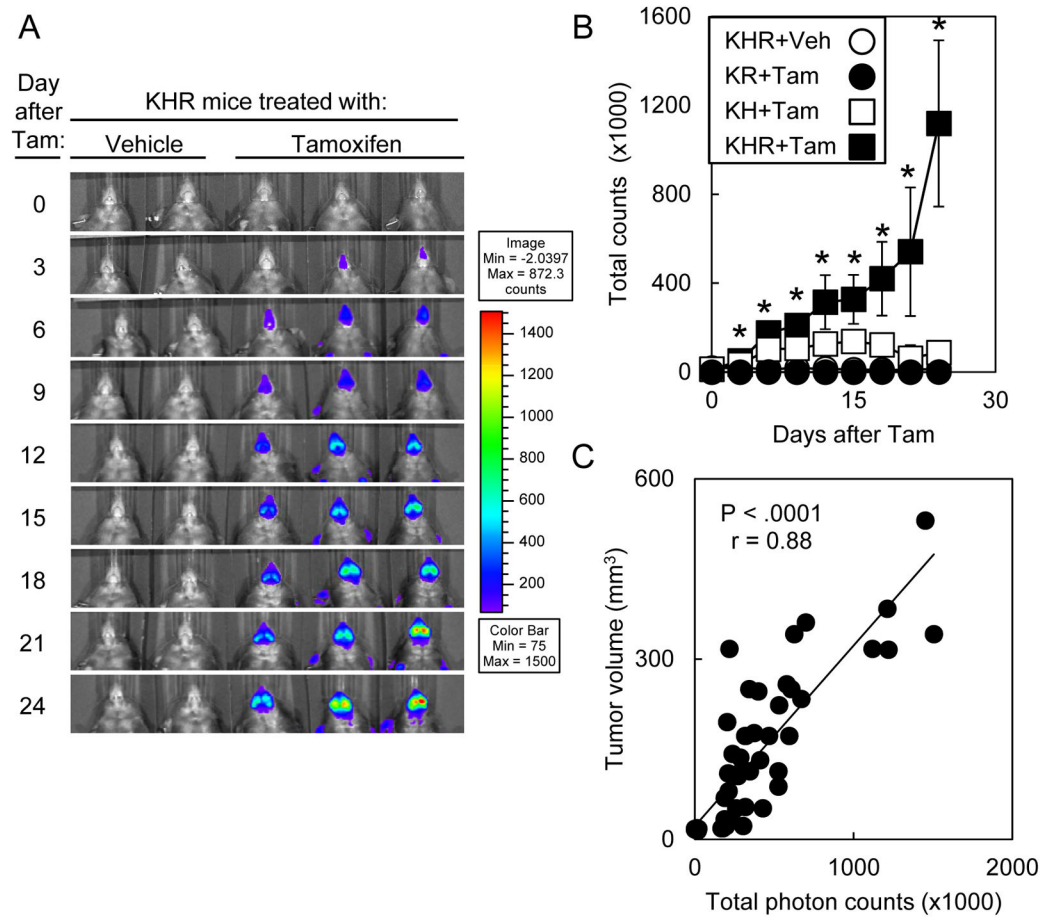 A
Day
after
Tam:
KHR mice treated with:
Vehicle
Tamoxifen
0
3
6
9
12
15
18
21
24
Image
Min = -2.0397
Max = 872.3
counts
1400
1200
1000
800
600
400
200
Color Bar
Min = 75
Max = 1500
B
Total counts (x1000)
1600
1200
800
400
0
KHR+Veh
KR+Tam
KH+Tam
KHR+Tam
* * * * * * * *
0 15 30
Days after Tam
C
Tumor volume (mm³)
600
300
0
P < .0001
r = 0.88
0 1000 2000
Total photon counts (x1000)